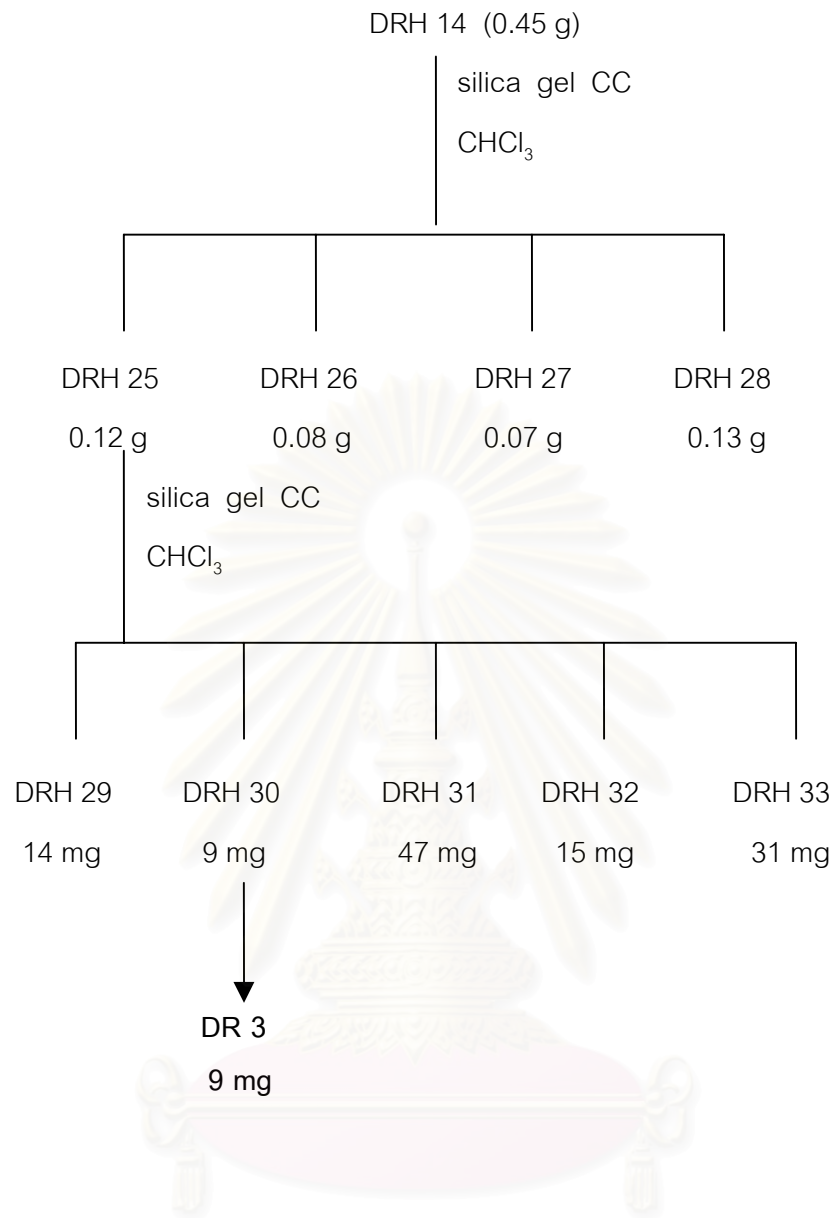 DRH 14 (0.45 g)
silica gel CC
CHCl₃
DRH 25 DRH 26 DRH 27 DRH 28
0.12 g 0.08 g 0.07 g 0.13 g
silica gel CC
CHCl₃
DRH 29 DRH 30 DRH 31 DRH 32 DRH 33
14 mg 9 mg 47 mg 15 mg 31 mg
DR 3
9 mg